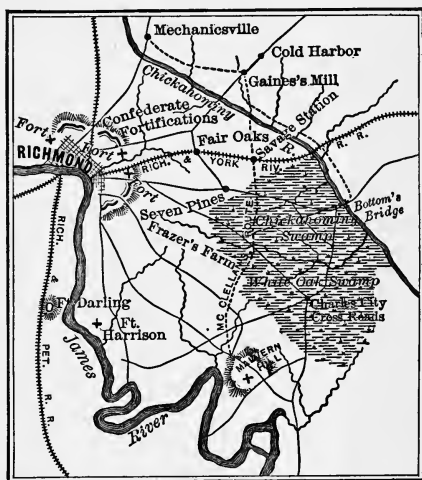 Mechanicsville
Cold Harbor
Chickahominy
Gaines's Mill
Confederate
Fortifications
Savage Station
Fort
Fort
Fair Oaks
R.
R. R.
RICHMOND
RICH. & YORK RIV.
Fort
Seven Pines
Bottom's
Bridge
Chickahominy
Swamp
Frazer's Farm
MC CLELLAN'S ROUTE
White Oak Swamp
RICH. & PET. R. R.
Ft. Darling
Charles City
Cross Roads
Ft.
Harrison
MALVERN
HILL
James
River